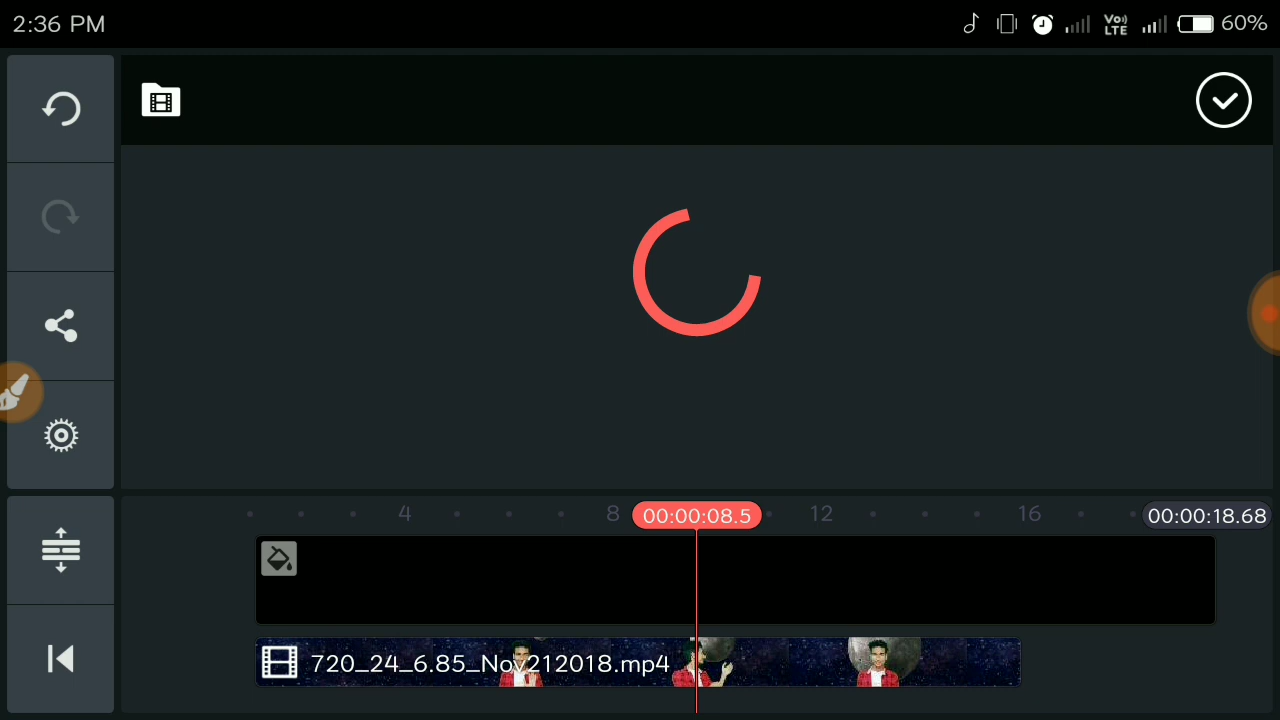 2:36 PM
Vo))
LTE
60%
4
8
00:00:08.5
12
16
00:00:18.68
720_24_6.85_Nov212018.mp4